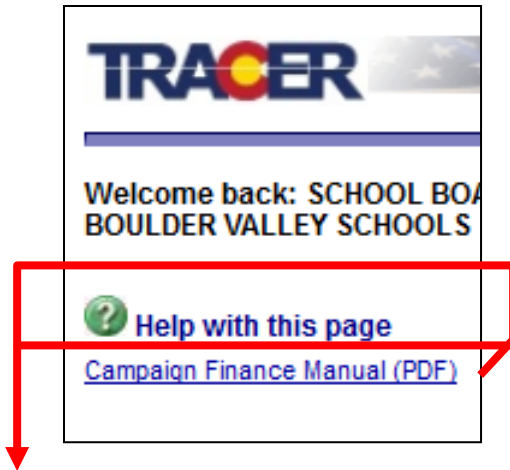 TRACER
Welcome back: SCHOOL BOA
BOULDER VALLEY SCHOOLS
? Help with this page
Campaign Finance Manual (PDF)